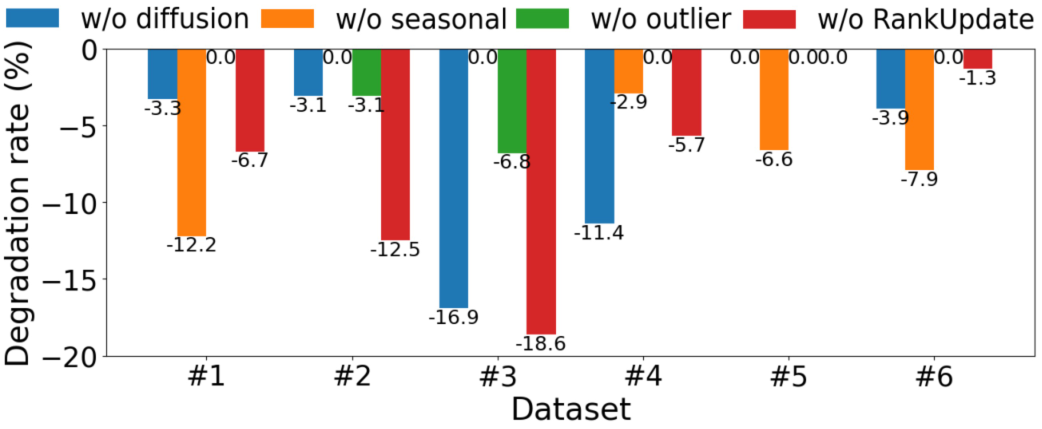 w/o diffusion w/o seasonal w/o outlier w/o RankUpdate
Degradation rate (%)
0
−5
−10
−15
−20
-3.3 -12.2 0.0 -6.7
-3.1 0.0 -3.1 -12.5
-16.9 0.0 -6.8 -18.6
-11.4 -2.9 0.0 -5.7
0.0 -6.6 0.0 0.0
-3.9 -7.9 0.0 -1.3
#1 #2 #3 #4 #5 #6
Dataset